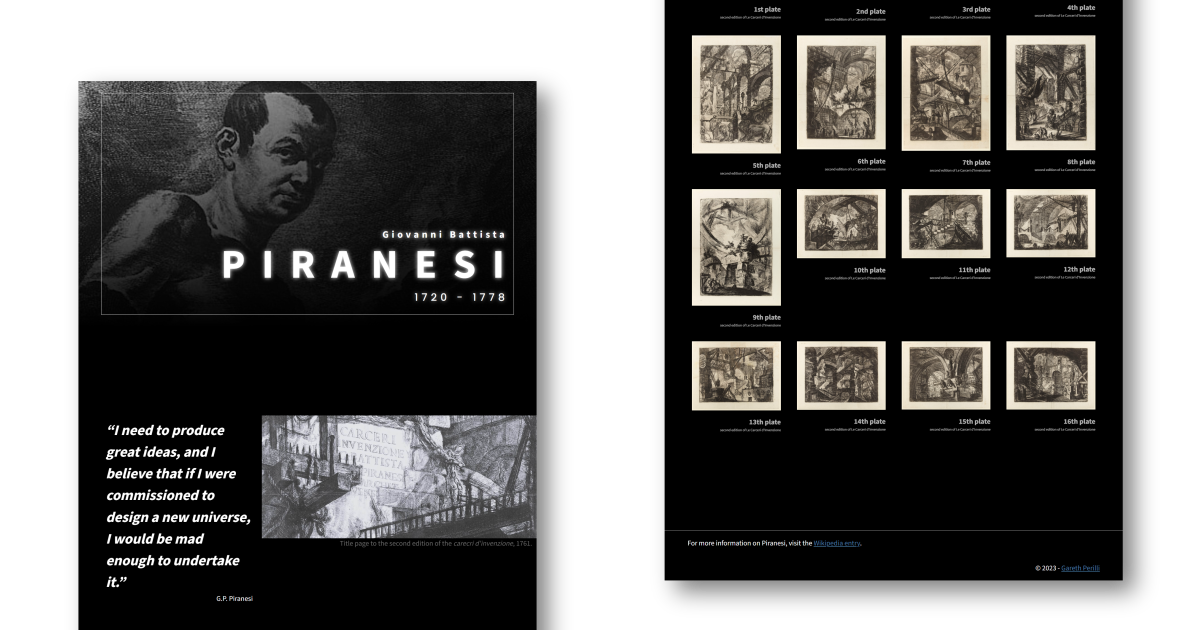 Giovanni Battista
PIRANESI
1720 - 1778
“I need to produce
great ideas, and I
believe that if I were
commissioned to
design a new universe,
I would be mad
enough to undertake
it.”
G.P. Piranesi
CARCERI
Title page to the second edition of the carecri d'invenzione, 1761.
1st plate
second edition of Le Carceri d'Invenzione
2nd plate
second edition of Le Carceri d'Invenzione
3rd plate
second edition of Le Carceri d'Invenzione
4th plate
second edition of Le Carceri d'Invenzione
5th plate
second edition of Le Carceri d'Invenzione
6th plate
second edition of Le Carceri d'Invenzione
7th plate
second edition of Le Carceri d'Invenzione
8th plate
second edition of Le Carceri d'Invenzione
9th plate
second edition of Le Carceri d'Invenzione
10th plate
second edition of Le Carceri d'Invenzione
11th plate
second edition of Le Carceri d'Invenzione
12th plate
second edition of Le Carceri d'Invenzione
13th plate
second edition of Le Carceri d'Invenzione
14th plate
second edition of Le Carceri d'Invenzione
15th plate
second edition of Le Carceri d'Invenzione
16th plate
second edition of Le Carceri d'Invenzione
For more information on Piranesi, visit the Wikipedia entry.
© 2023 - Gareth Perilli